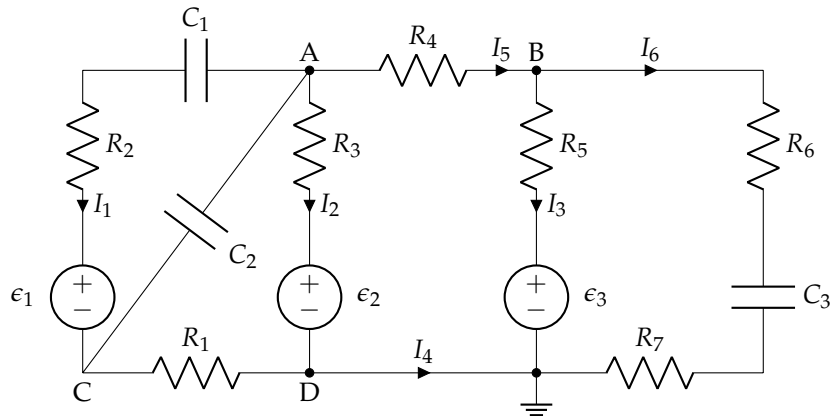 C₁
A
R₄
I₅
B
I₆
R₂
R₃
R₅
R₆
I₁
I₂
I₃
C₂
ϵ₁
+
−
ϵ₂
+
−
ϵ₃
+
−
C₃
R₁
I₄
R₇
C
D